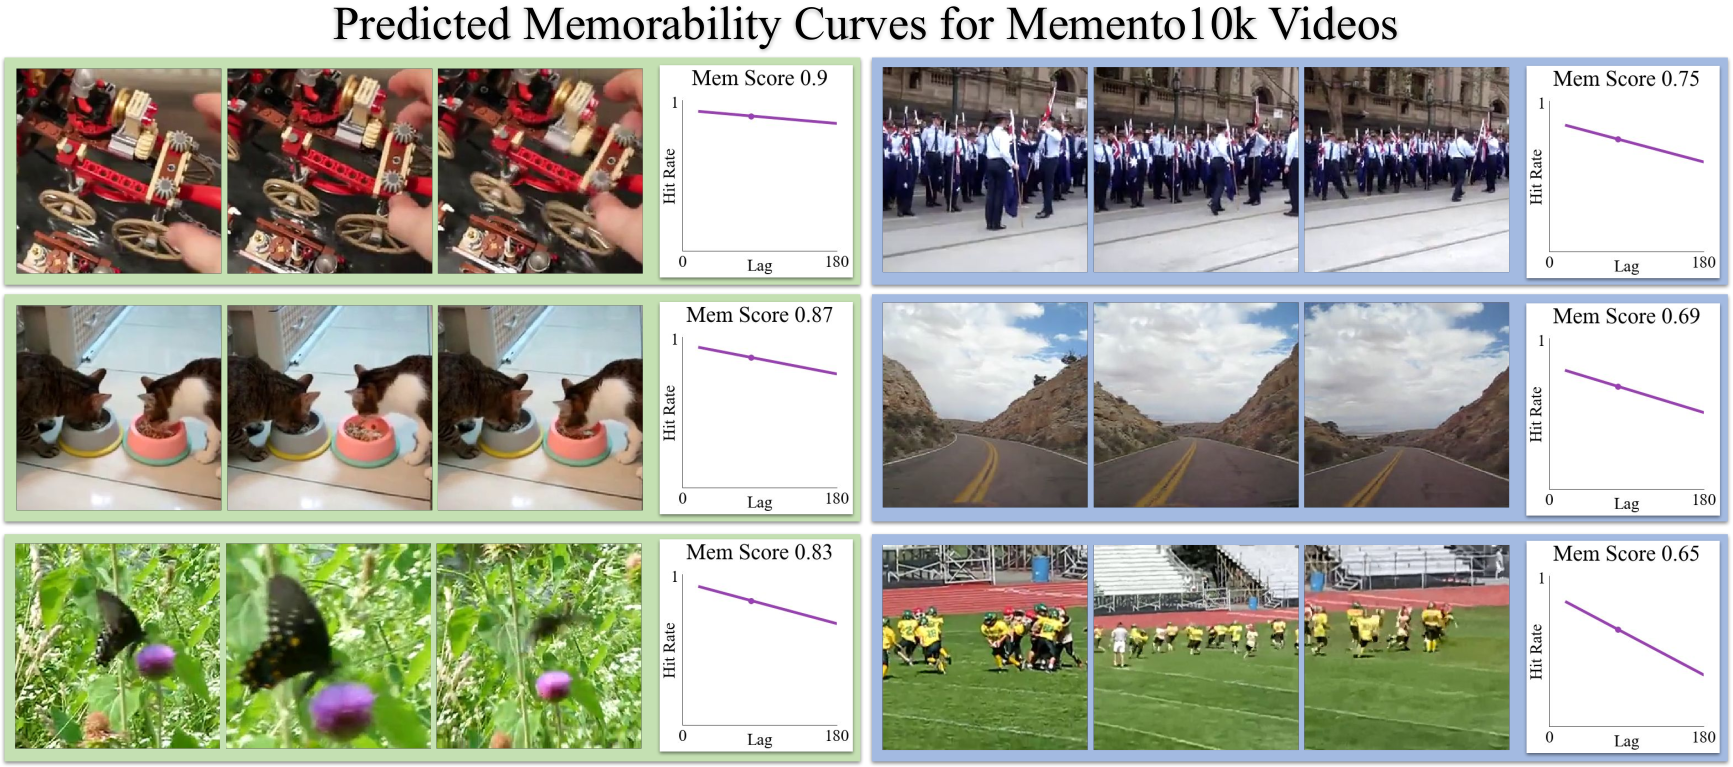 Predicted Memorability Curves for Memento10k Videos
Mem Score 0.9
1
Hit Rate
0
Lag
180
Mem Score 0.75
1
Hit Rate
0
Lag
180
Mem Score 0.87
1
Hit Rate
0
Lag
180
Mem Score 0.69
1
Hit Rate
0
Lag
180
Mem Score 0.83
1
Hit Rate
0
Lag
180
Mem Score 0.65
1
Hit Rate
0
Lag
180